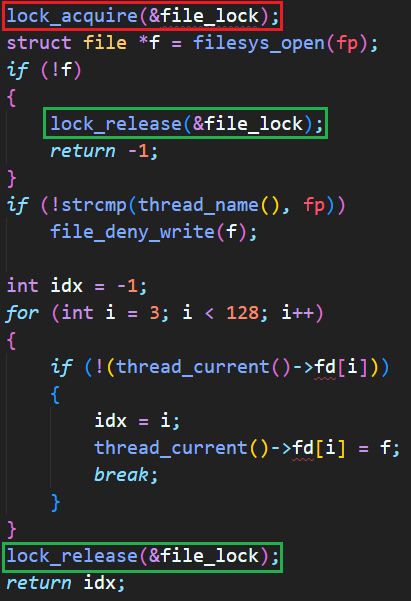 lock_acquire(&file_lock);
struct file *f = filesys_open(fp);
if (!f)
{
    lock_release(&file_lock);
    return -1;
}
if (!strcmp(thread_name(), fp))
    file_deny_write(f);

int idx = -1;
for (int i = 3; i < 128; i++)
{
    if (!(thread_current()->fd[i]))
    {
        idx = i;
        thread_current()->fd[i] = f;
        break;
    }
}
lock_release(&file_lock);
return idx;